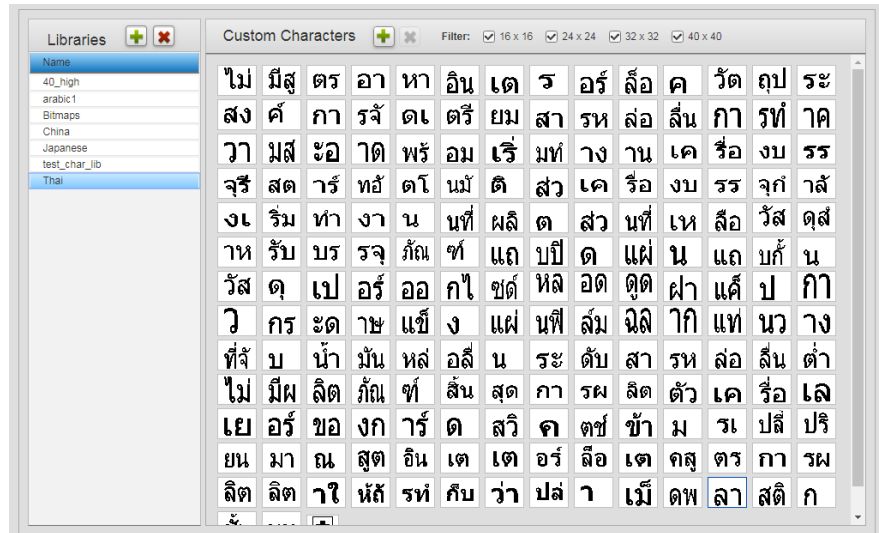 Libraries
Custom Characters Filter: 16 x 16 24 x 24 32 x 32 40 x 40
Name
40_high
arabic1
Bitmaps
China
Japanese
test_char_lib
Thai
ไม่ มีสู ตร อา หา อิน เต ร อร์ ล็อ ค วัต ถุป ระ
สง ค์ กา รจั ดเ ตรี ยม สา รห ล่อ ลื่น กา รทำ าค
วา มส ะอ าด พร้ อม เริ่ มทำ าง าน เค รื่อ งบ รร
จุรี สต าร์ ทอั ตโ นมั ติ ส่ว เค รื่อ งบ รร จุกำ ลั
งเ ริ่ม ทำ งา น นที่ ผลิ ต ส่ว นที่ เห ลือ วัส ดุสำ
าห รับ บร รจุ ภัณ ฑ์ แถ บปิ ด แผ่ น แถ บกั้ น
วัส ดุ เป อร์ ออ กไ ซด์ หลิ อด ดูด ฝา แค็ ป กา
ว กร ะด าษ แข็ ง แผ่ นฟิ ล์ม ฉลิ าก แท่ นว าง
ที่จั บ น้ำ มัน หล่ อลื่ น ระ ดับ สา รห ล่อ ลื่น ต่ำ
ไม่ มีผ ลิต ภัณ ฑ์ สิ้น สุด กา รผ ลิต ตัว เค รื่อ เล
เย อร์ ขอ งก าร์ ด สวิ ค ตช์ ข้า ม รเ ปลี่ ปริ
ยน มา ณ สูต อิน เต เต อร์ ล๊อ เต คสู ตร กา รผ
ลิต ลิต าใ ห้ถั รทำ กับ ว่า ปล่ า เม็ ดพ ลา สติ ก